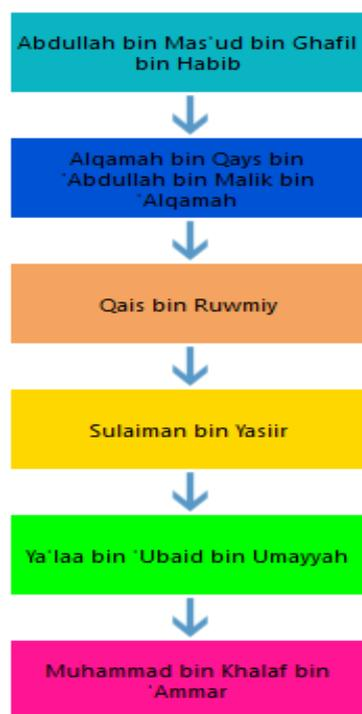 Abdullah bin Mas'ud bin Ghafil
bin Habib
Alqamah bin Qays bin
'Abdullah bin Malik bin
'Alqamah
Qais bin Ruwmiy
Sulaiman bin Yasiir
Ya'laa bin 'Ubaid bin Umayyah
Muhammad bin Khalaf bin
'Ammar